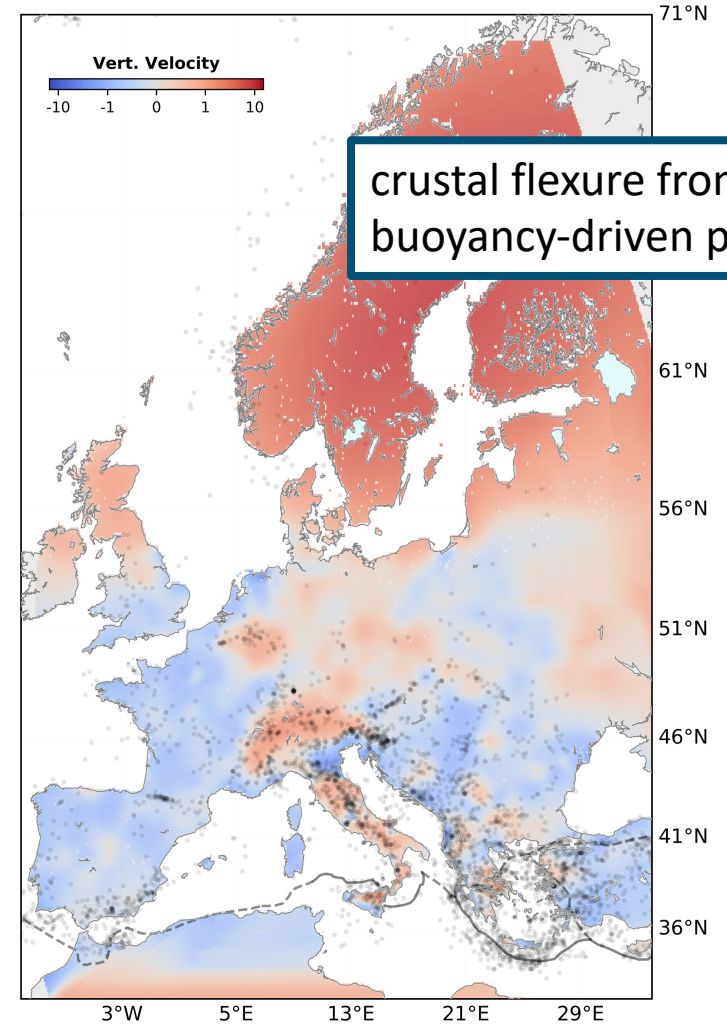 71°N
Vert. Velocity
-10 -1 0 1 10
crustal flexure
buoyancy-driven
61°N
56°N
51°N
46°N
41°N
36°N
3°W 5°E 13°E 21°E 29°E